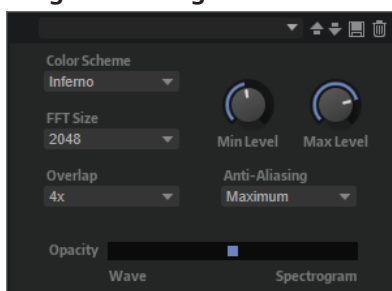 Color Scheme
Inferno
FFT Size
2048
Min Level
Max Level
Overlap
4x
Anti-Aliasing
Maximum
Opacity
Wave
Spectrogram